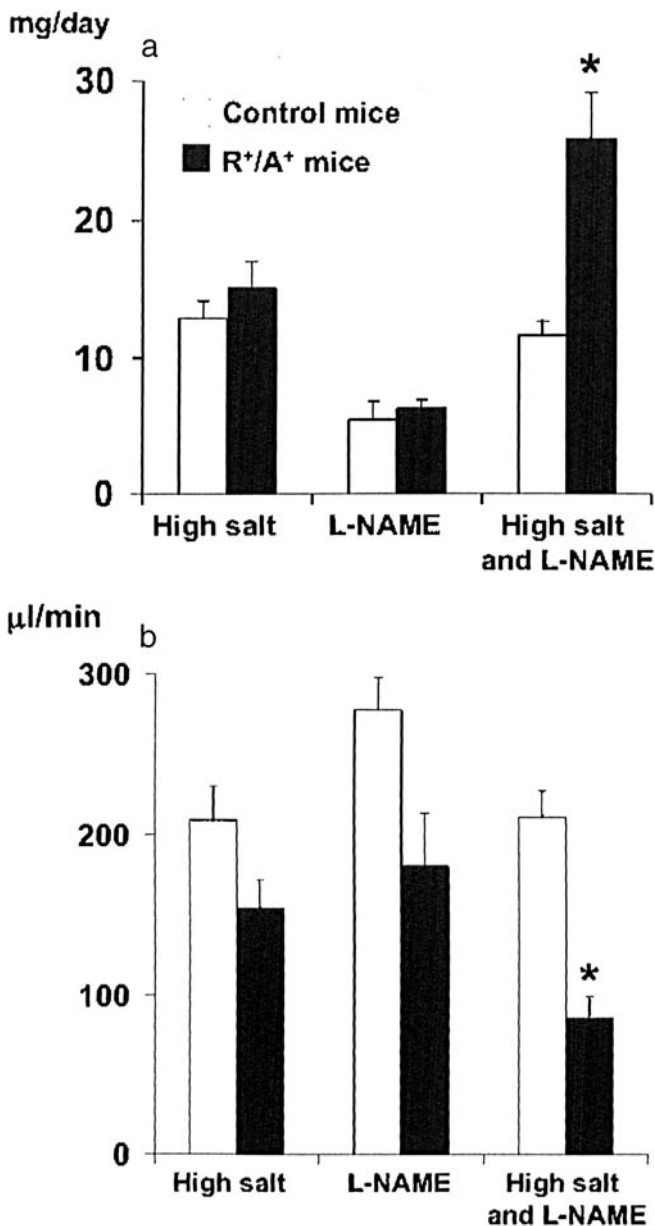 mg/day
a
30
Control mice
R⁺/A⁺ mice
*
20
10
0
High salt
L-NAME
High salt
and L-NAME
µl/min
b
300
200
100
*
0
High salt
L-NAME
High salt
and L-NAME